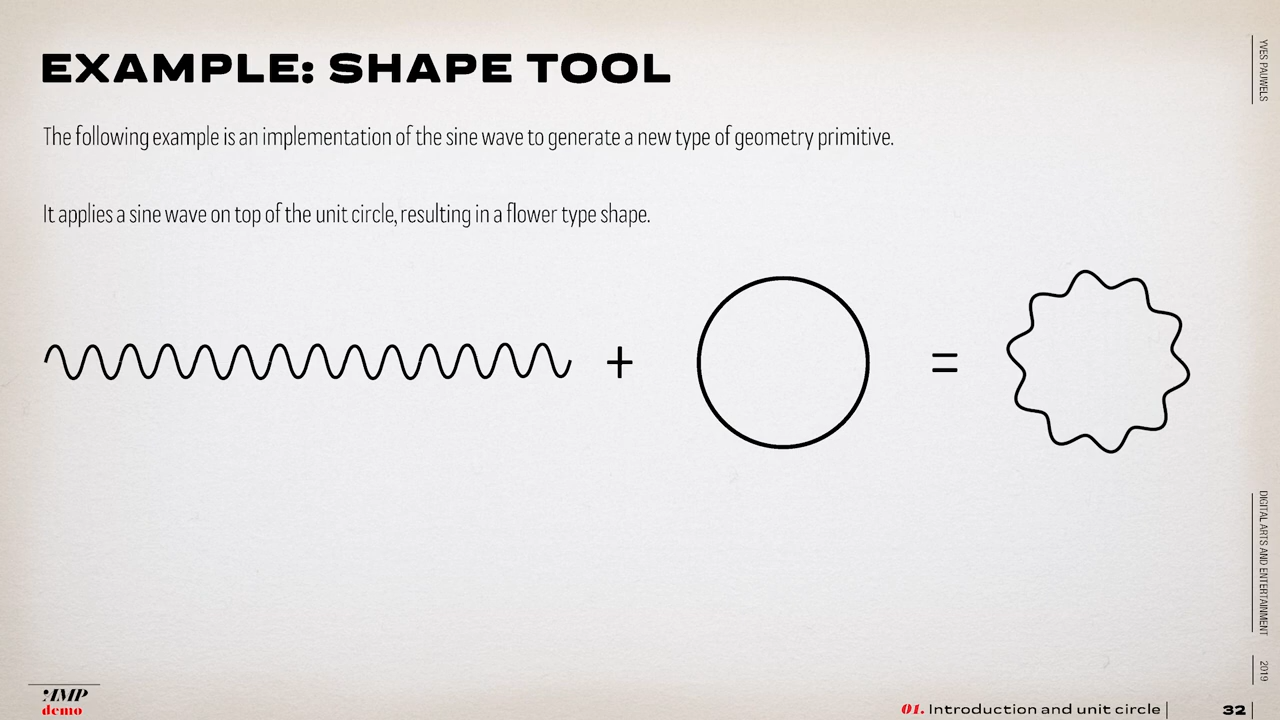 EXAMPLE: SHAPE TOOL
The following example is an implementation of the sine wave to generate a new type of geometry primitive.
It applies a sine wave on top of the unit circle, resulting in a flower type shape.
+
=
YVES PAUWELS
DIGITAL ARTS AND ENTERTAINMENT
2019
AMP
demo
01. Introduction and unit circle
32